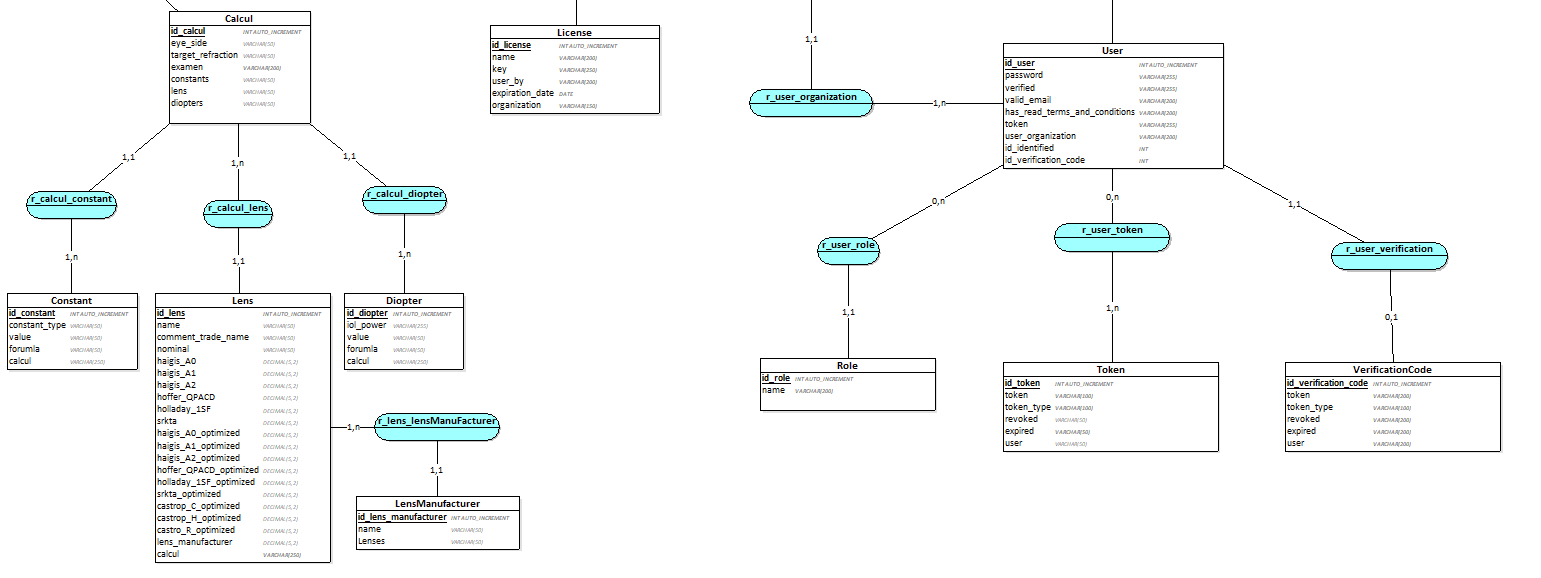 Calcul
id_calcul INT AUTO_INCREMENT
eye_side VARCHAR(50)
target_refraction VARCHAR(50)
examen VARCHAR(200)
constants VARCHAR(50)
lens VARCHAR(50)
diopters VARCHAR(50)
License
id_license INT AUTO_INCREMENT
name VARCHAR(200)
key VARCHAR(250)
user_by VARCHAR(200)
expiration_date DATE
organization VARCHAR(150)
1,1
r_user_organization
1,n
User
id_user INT AUTO_INCREMENT
password VARCHAR(255)
verified VARCHAR(255)
valid_email VARCHAR(200)
has_read_terms_and_conditions VARCHAR(200)
token VARCHAR(255)
user_organization VARCHAR(200)
id_identified INT
id_verification_code INT
1,1
1,n
1,1
r_calcul_constant
r_calcul_lens
r_calcul_diopter
1,n
1,1
1,n
0,n
0,n
1,1
r_user_role
r_user_token
r_user_verification
1,1
1,n
0,1
Constant
id_constant INT AUTO_INCREMENT
constant_type VARCHAR(50)
value VARCHAR(50)
forumla VARCHAR(50)
calcul VARCHAR(250)
Lens
id_lens INT AUTO_INCREMENT
name VARCHAR(50)
comment_trade_name VARCHAR(50)
nominal VARCHAR(50)
haigis_A0 DECIMAL(5,2)
haigis_A1 DECIMAL(5,2)
haigis_A2 DECIMAL(5,2)
hoffer_QPACD DECIMAL(5,2)
holladay_1SF DECIMAL(5,2)
srkta DECIMAL(5,2)
haigis_A0_optimized DECIMAL(5,2)
haigis_A1_optimized DECIMAL(5,2)
haigis_A2_optimized DECIMAL(5,2)
hoffer_QPACD_optimized DECIMAL(5,2)
holladay_1SF_optimized DECIMAL(5,2)
srkta_optimized DECIMAL(5,2)
castrop_C_optimized DECIMAL(5,2)
castrop_H_optimized DECIMAL(5,2)
castro_R_optimized DECIMAL(5,2)
lens_manufacturer DECIMAL(5,2)
calcul VARCHAR(250)
Diopter
id_diopter INT AUTO_INCREMENT
iol_power VARCHAR(255)
value VARCHAR(50)
forumla VARCHAR(50)
calcul VARCHAR(250)
1,n
r_lens_lensManuFacturer
1,1
LensManufacturer
id_lens_manufacturer INT AUTO_INCREMENT
name VARCHAR(50)
Lenses VARCHAR(50)
Role
id_role INT AUTO_INCREMENT
name VARCHAR(200)
Token
id_token INT AUTO_INCREMENT
token VARCHAR(100)
token_type VARCHAR(100)
revoked VARCHAR(50)
expired VARCHAR(50)
user VARCHAR(50)
VerificationCode
id_verification_code INT AUTO_INCREMENT
token VARCHAR(200)
token_type VARCHAR(200)
revoked VARCHAR(200)
expired VARCHAR(200)
user VARCHAR(200)